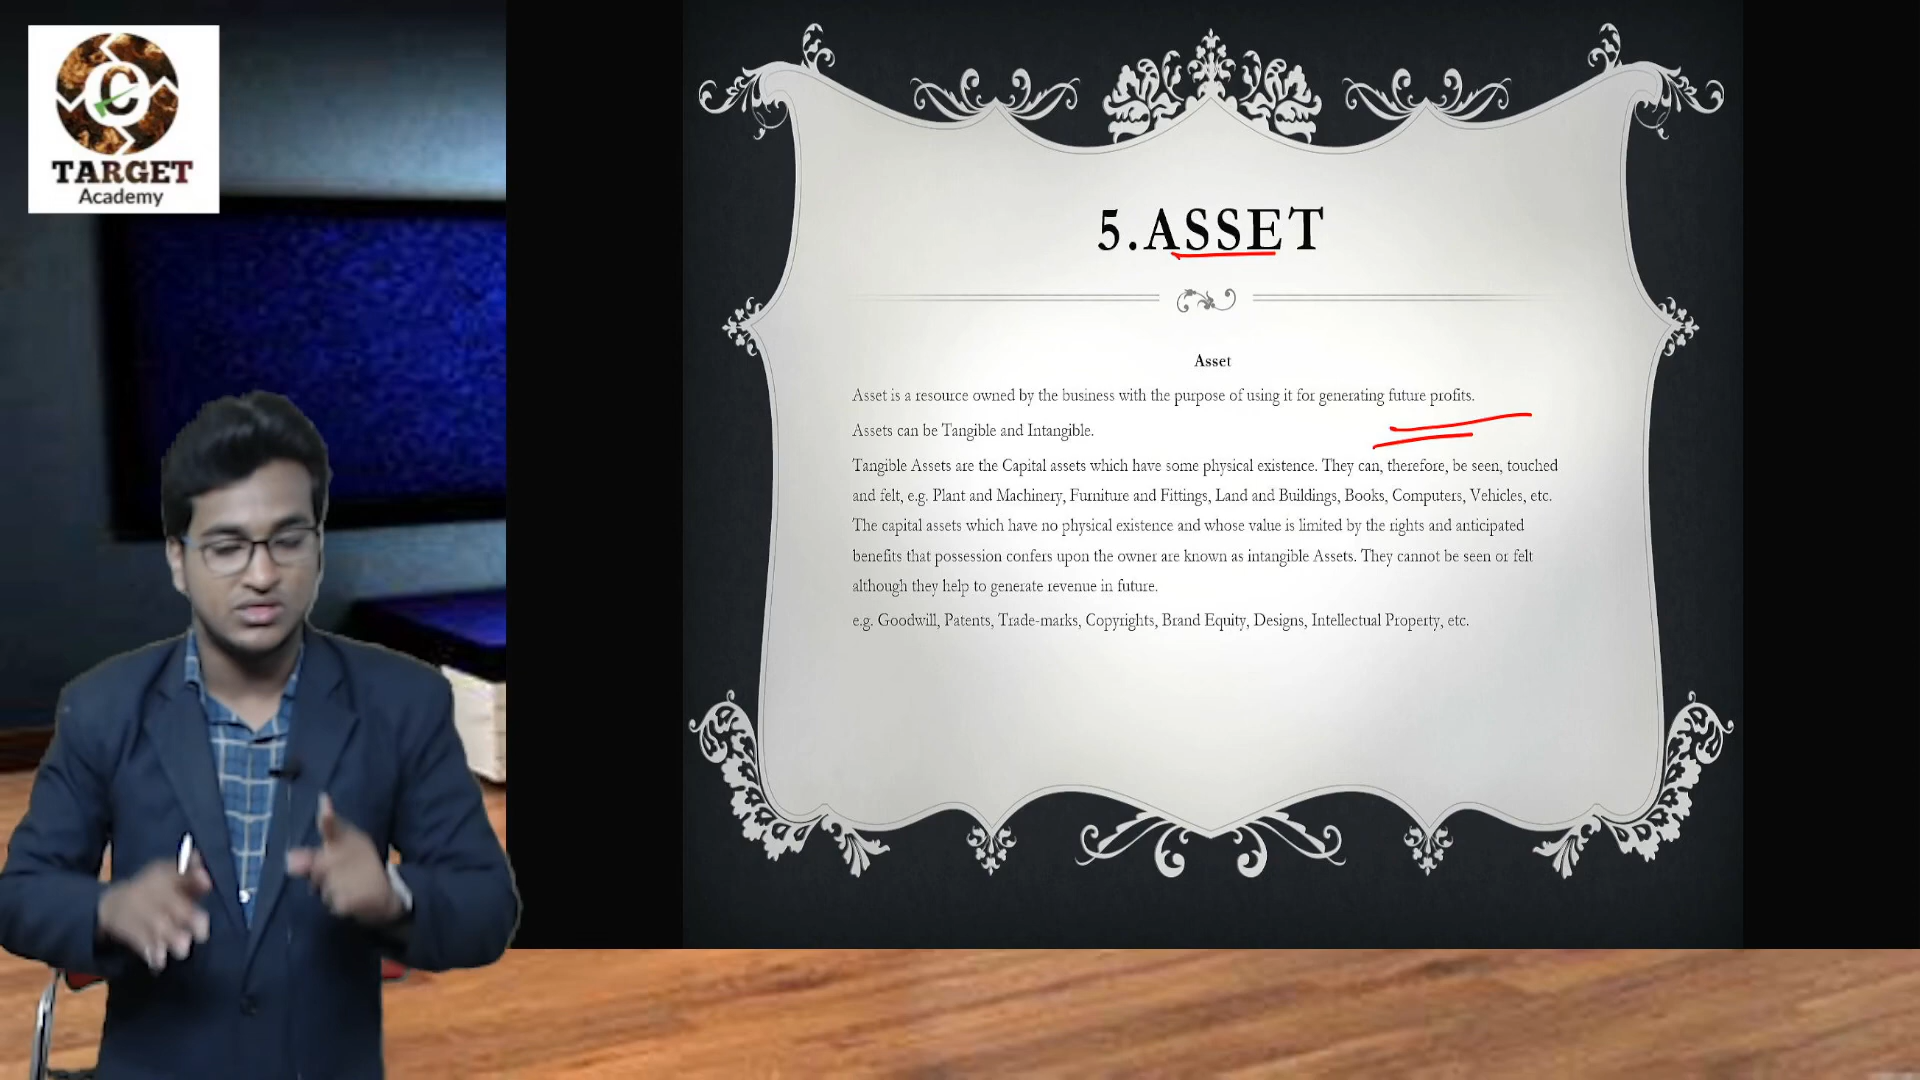 TARGET
Academy
5.ASSET
Asset
Asset is a resource owned by the business with the purpose of using it for generating future profits.
Assets can be Tangible and Intangible.
Tangible Assets are the Capital assets which have some physical existence. They can, therefore, be seen, touched
and felt, e.g. Plant and Machinery, Furniture and Fittings, Land and Buildings, Books, Computers, Vehicles, etc.
The capital assets which have no physical existence and whose value is limited by the rights and anticipated
benefits that possession confers upon the owner are known as intangible Assets. They cannot be seen or felt
although they help to generate revenue in future.
e.g. Goodwill, Patents, Trade-marks, Copyrights, Brand Equity, Designs, Intellectual Property, etc.